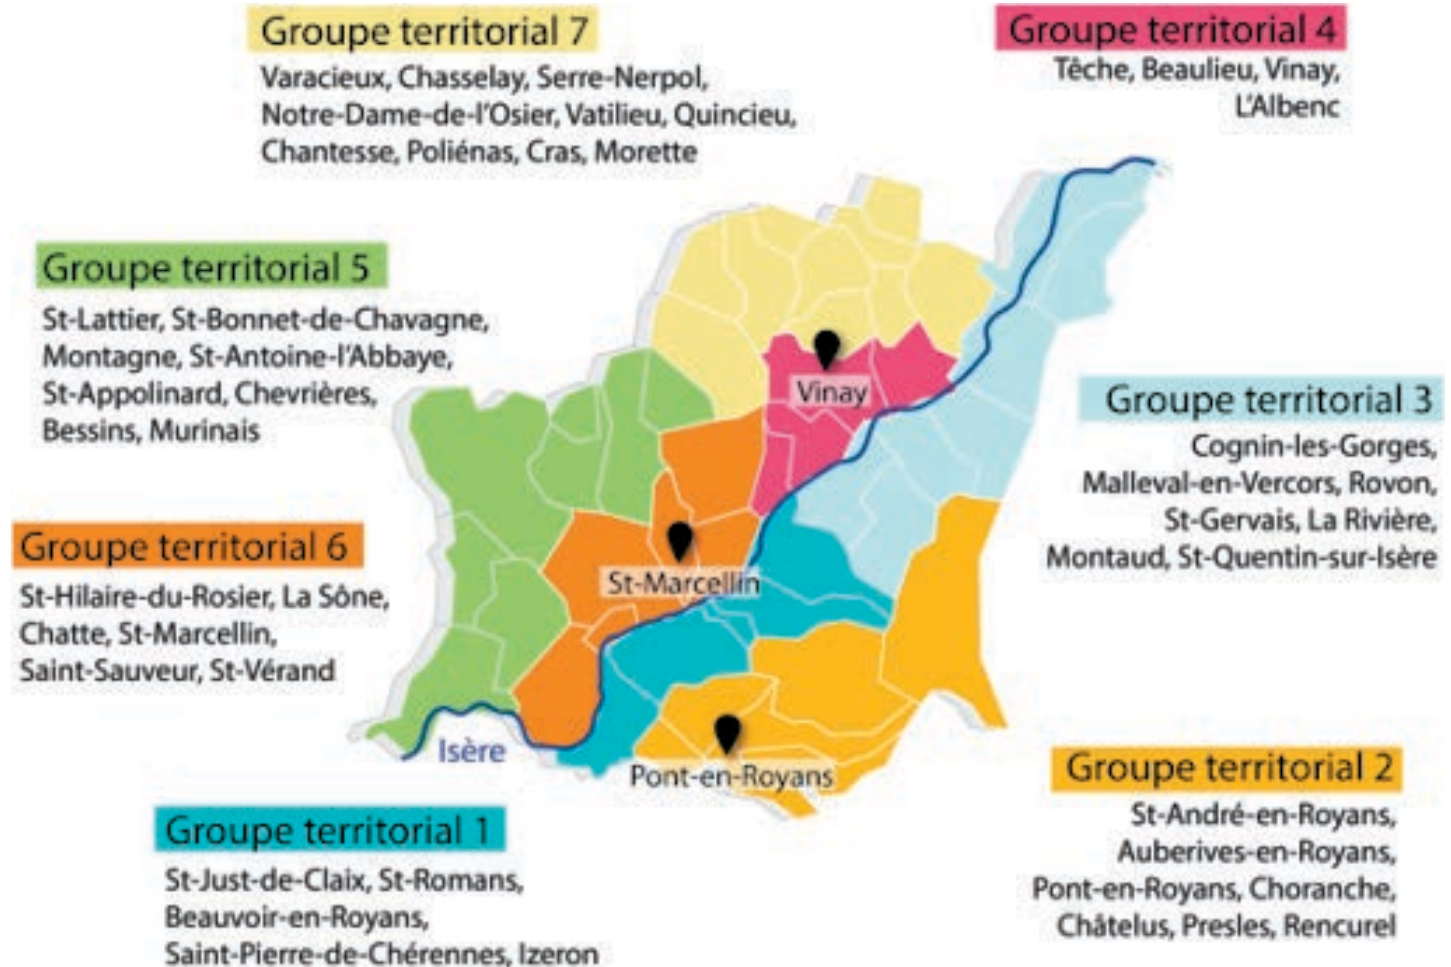 Groupe territorial 7
Varacieux, Chasselay, Serre-Nerpol,
Notre-Dame-de-l'Osier, Vatilieu, Quincieu,
Chantesse, Poliénas, Cras, Morette
Groupe territorial 4
Têche, Beaulieu, Vinay,
L'Albenc
Groupe territorial 5
St-Lattier, St-Bonnet-de-Chavagne,
Montagne, St-Antoine-l'Abbaye,
St-Appolinard, Chevrières,
Bessins, Murinais
Vinay
Groupe territorial 3
Cognin-les-Gorges,
Malleval-en-Vercors, Rovon,
St-Gervais, La Rivière,
Montaud, St-Quentin-sur-Isère
Groupe territorial 6
St-Hilaire-du-Rosier, La Sône,
Chatte, St-Marcellin,
Saint-Sauveur, St-Vérand
St-Marcellin
Isère
Pont-en-Royans
Groupe territorial 2
St-André-en-Royans,
Auberives-en-Royans,
Pont-en-Royans, Choranche,
Châtelus, Presles, Rencurel
Groupe territorial 1
St-Just-de-Claix, St-Romans,
Beauvoir-en-Royans,
Saint-Pierre-de-Chérennes, Izeron